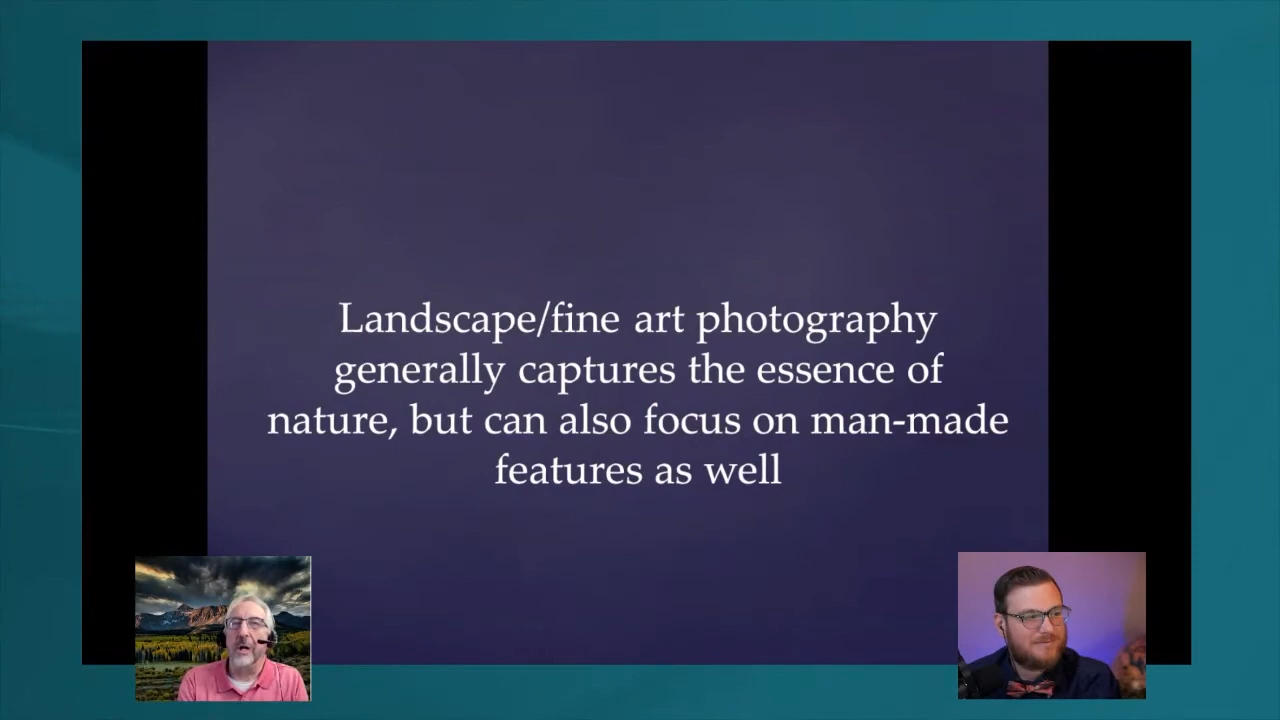 Landscape/fine art photography
generally captures the essence of
nature, but can also focus on man-made
features as well